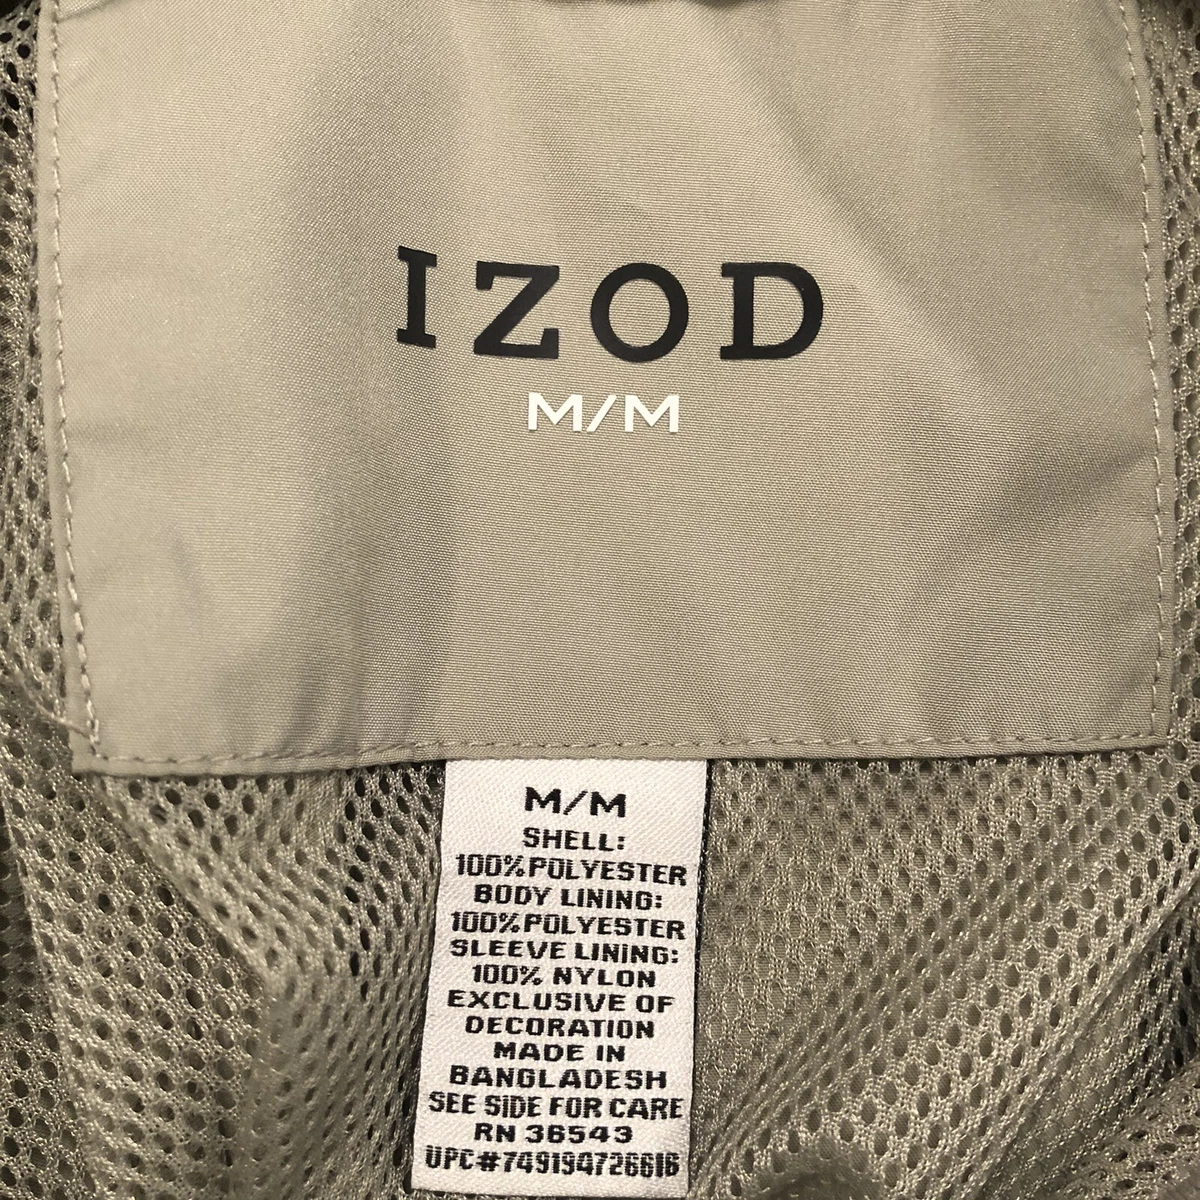 IZOD
M/M
M/M
SHELL:
100%POLYESTER
BODY LINING:
100%POLYESTER
SLEEVE LINING:
100% NYLON
EXCLUSIVE OF
DECORATION
MADE IN
BANGLADESH
SEE SIDE FOR CARE
RN 36543
UPC#749194726616